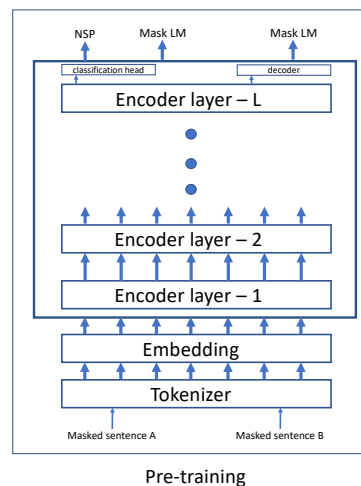 NSP Mask LM Mask LM
classification head decoder
Encoder layer – L
Encoder layer – 2
Encoder layer – 1
Embedding
Tokenizer
Masked sentence A Masked sentence B
Pre-training